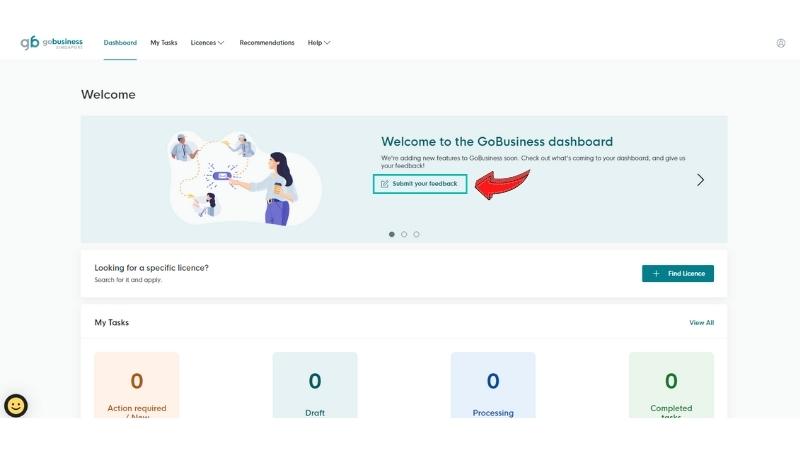 gb gobusiness
SINGAPORE
Dashboard
My Tasks
Licences
Recommendations
Help
Welcome
Welcome to the GoBusiness dashboard
We're adding new features to GoBusiness soon. Check out what's coming to your dashboard, and give us
your feedback!
Submit your feedback
Looking for a specific licence?
Search for it and apply.
+ Find Licence
My Tasks
View All
0
Action required
/ New
0
Draft
0
Processing
0
Completed
tasks